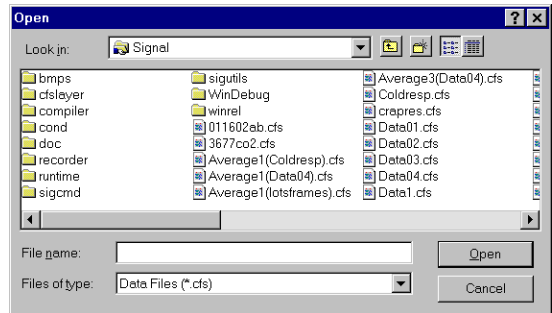 Open
Look in: Signal
bmps sigutils Average3(Data04).cfs
cfslayer WinDebug Coldresp.cfs
compiler winrel crapres.cfs
cond 011602ab.cfs Data01.cfs
doc 3677co2.cfs Data02.cfs
recorder Average1(Coldresp).cfs Data03.cfs
runtime Average1(Data04).cfs Data04.cfs
sigcmd Average1(lotsframes).cfs Data1.cfs
File name: Open
Files of type: Data Files (*.cfs) Cancel